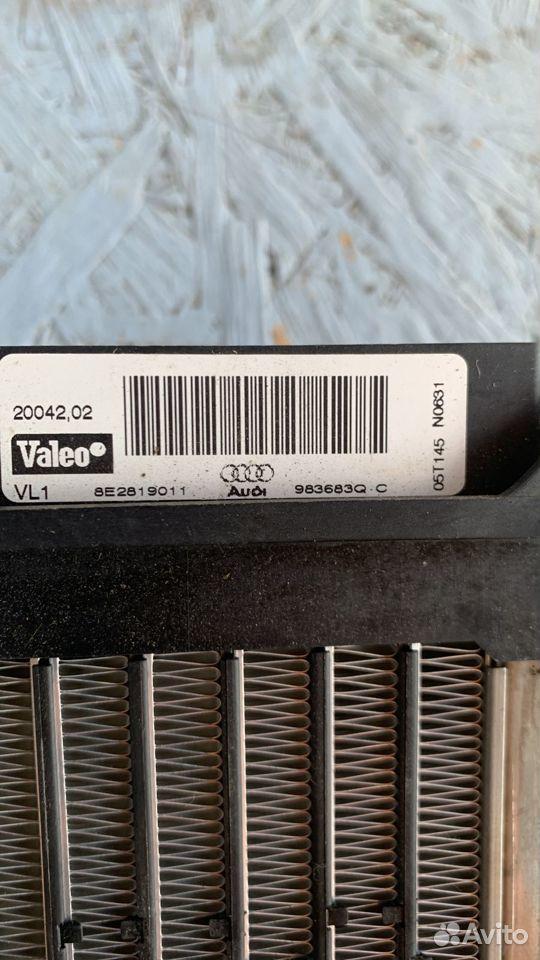 20042,02
Valeo
VL1
8E2819011
Audi
983683Q-C
05T145 N0631
Avito